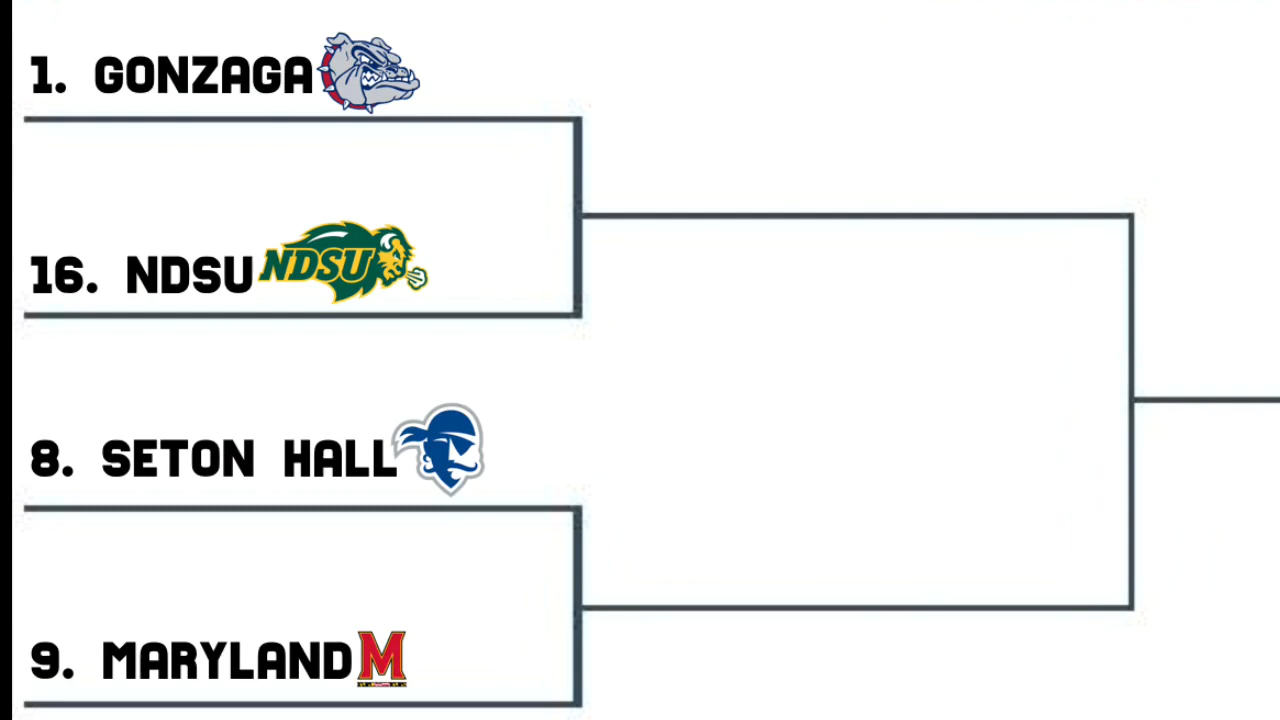 1. GONZAGA
16. NDSU NDSU
8. SETON HALL
9. MARYLAND M